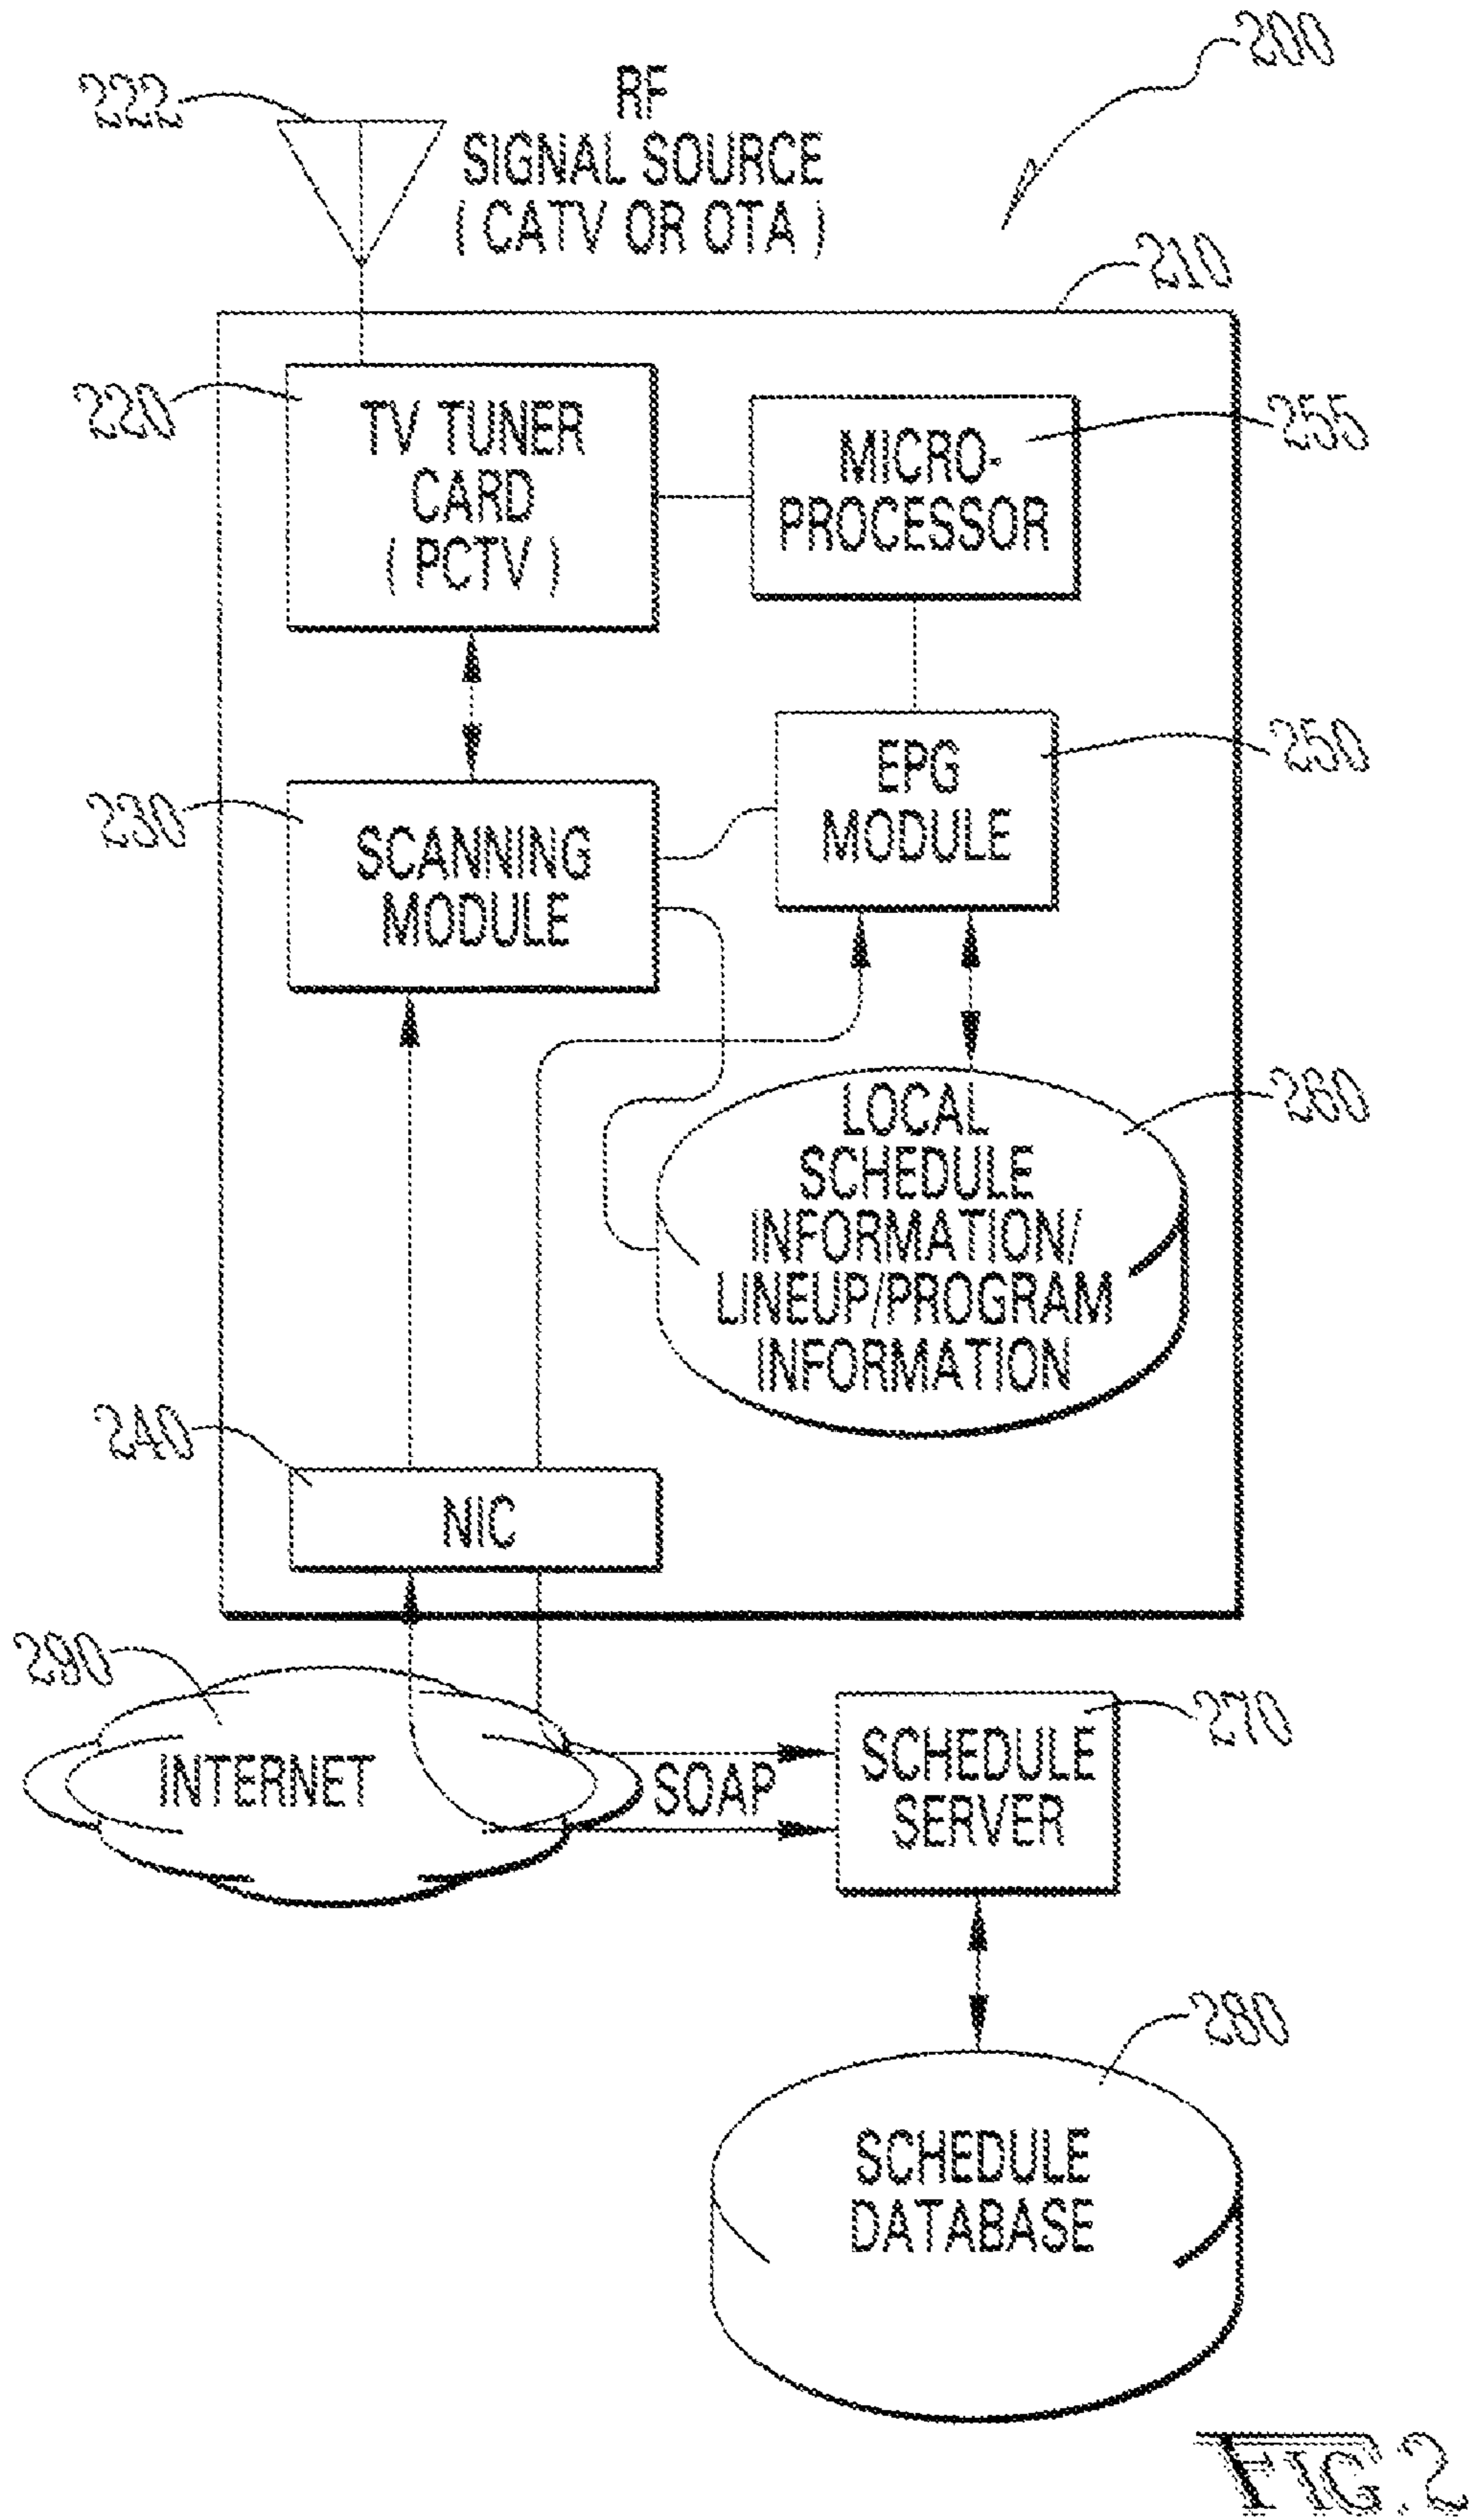 200
222
RF
SIGNAL SOURCE
( CATV OR OTA )
210
220
TV TUNER
CARD
( PCTV )
MICRO-
PROCESSOR
255
230
SCANNING
MODULE
EPG
MODULE
250
LOCAL
SCHEDULE
INFORMATION/
LINEUP/PROGRAM
INFORMATION
260
240
NIC
290
INTERNET
SOAP
SCHEDULE
SERVER
270
280
SCHEDULE
DATABASE
FIG. 2